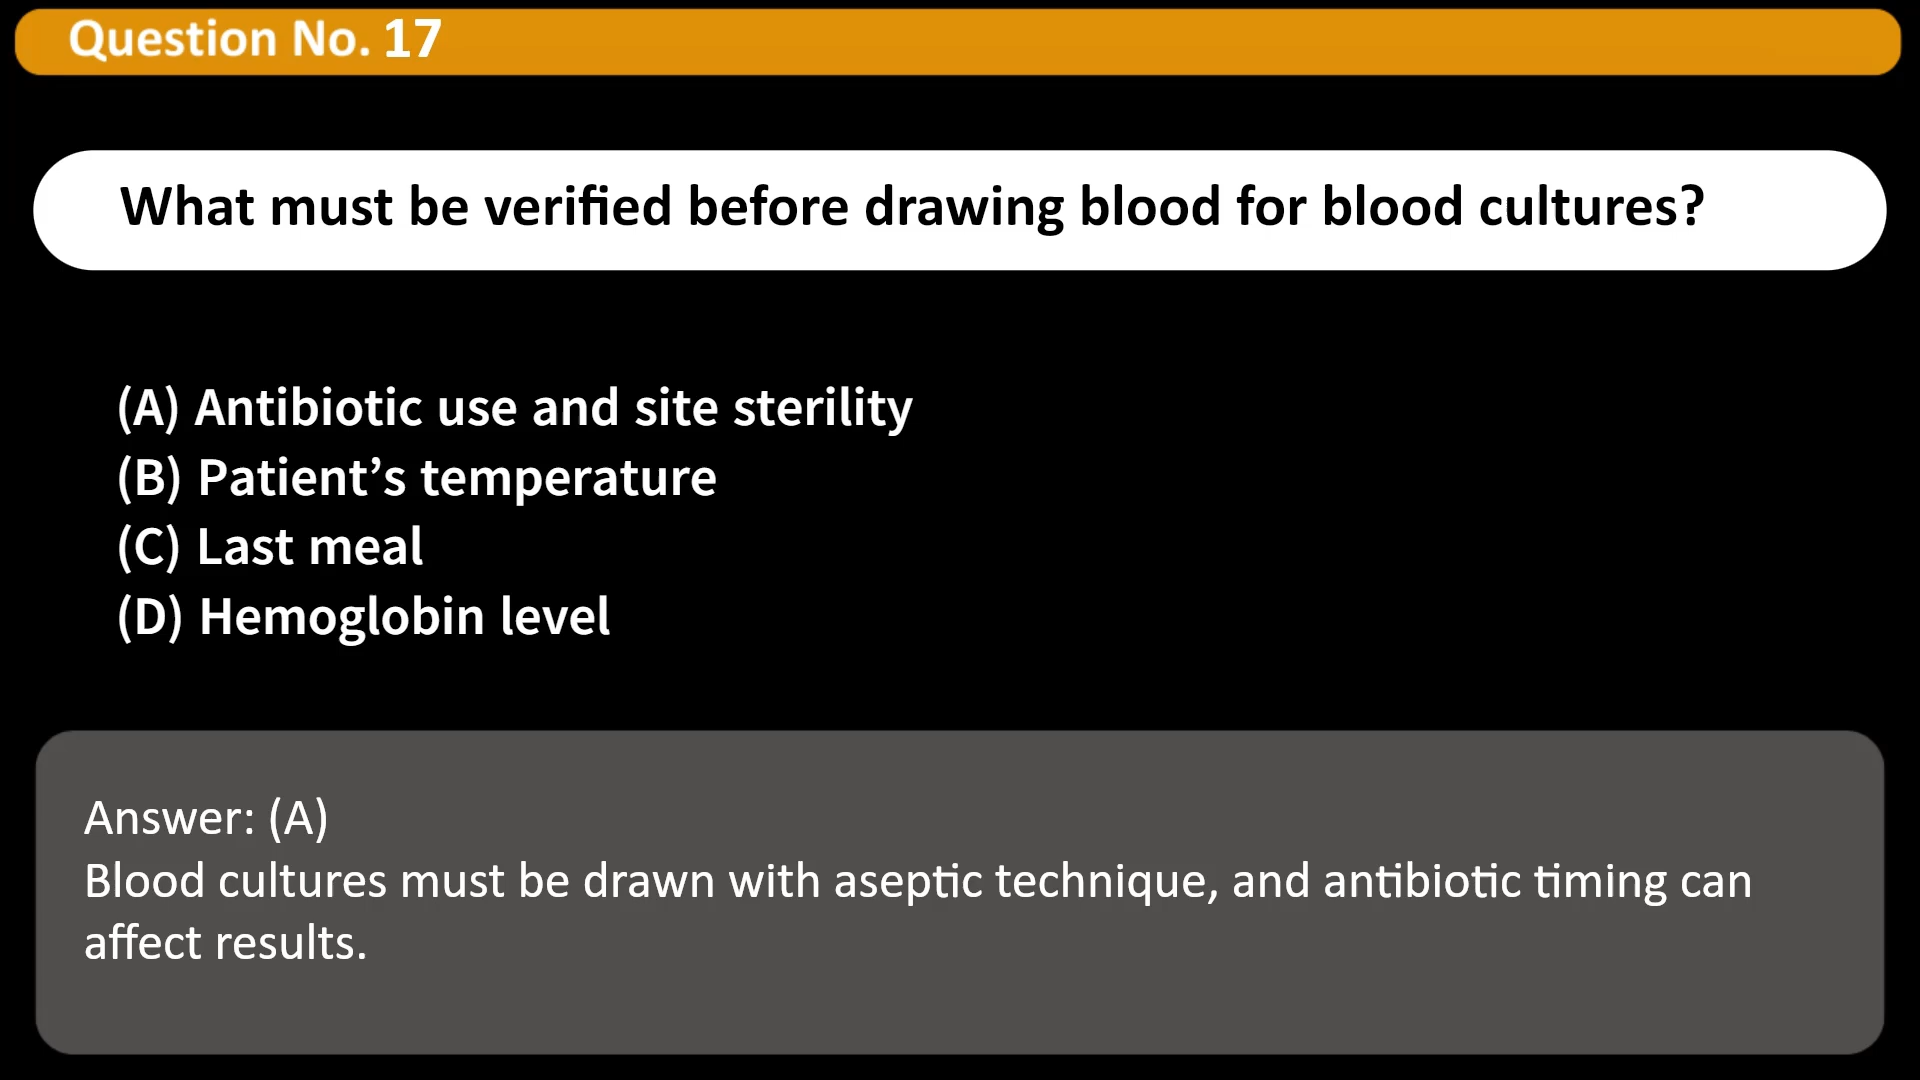 Question No. 17
What must be verified before drawing blood for blood cultures?
(A) Antibiotic use and site sterility
(B) Patient’s temperature
(C) Last meal
(D) Hemoglobin level
Answer: (A)
Blood cultures must be drawn with aseptic technique, and antibiotic timing can
affect results.